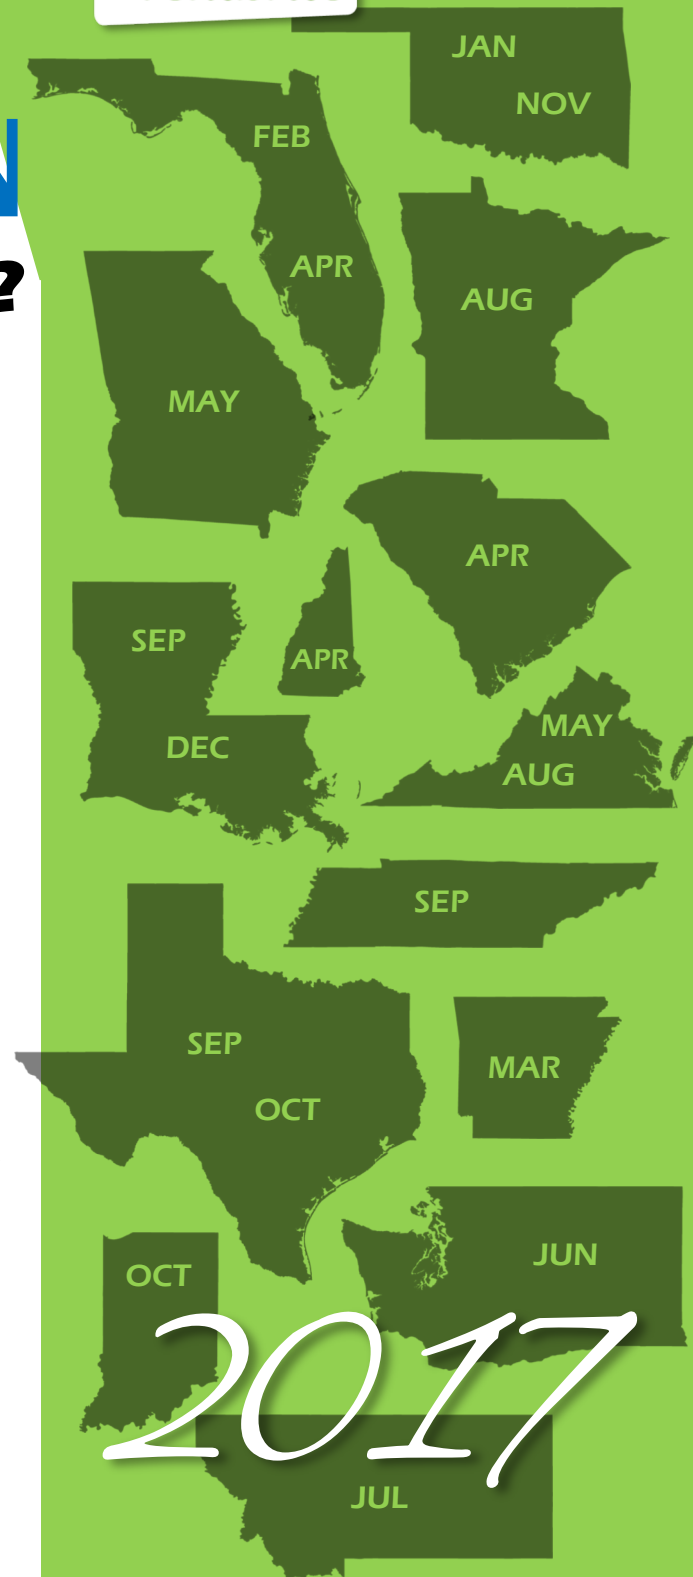 JAN
NOV
FEB
APR
AUG
MAY
APR
SEP
APR
DEC
MAY
AUG
SEP
SEP
MAR
OCT
JUN
OCT
2017
JUL
N
?